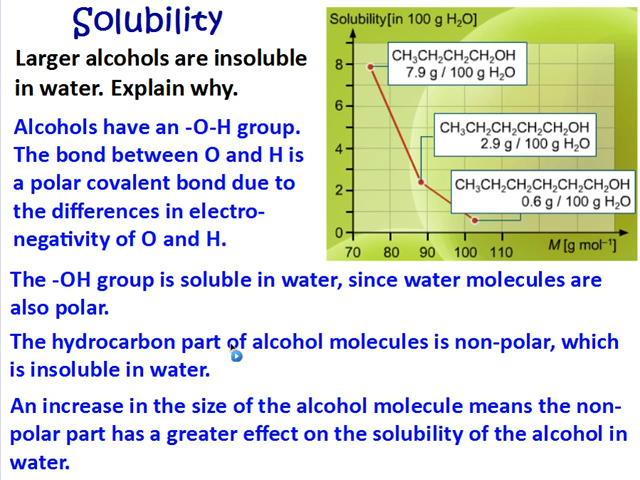 Solubility
Larger alcohols are insoluble
in water. Explain why.
Alcohols have an -O-H group.
The bond between O and H is
a polar covalent bond due to
the differences in electro-
negativity of O and H.
Solubility[in 100 g H₂O]
8
6
4
2
0
70 80 90 100 110
M [g mol⁻¹]
CH₃CH₂CH₂CH₂OH
7.9 g / 100 g H₂O
CH₃CH₂CH₂CH₂CH₂OH
2.9 g / 100 g H₂O
CH₃CH₂CH₂CH₂CH₂CH₂OH
0.6 g / 100 g H₂O
The -OH group is soluble in water, since water molecules are
also polar.
The hydrocarbon part of alcohol molecules is non-polar, which
is insoluble in water.
An increase in the size of the alcohol molecule means the non-
polar part has a greater effect on the solubility of the alcohol in
water.